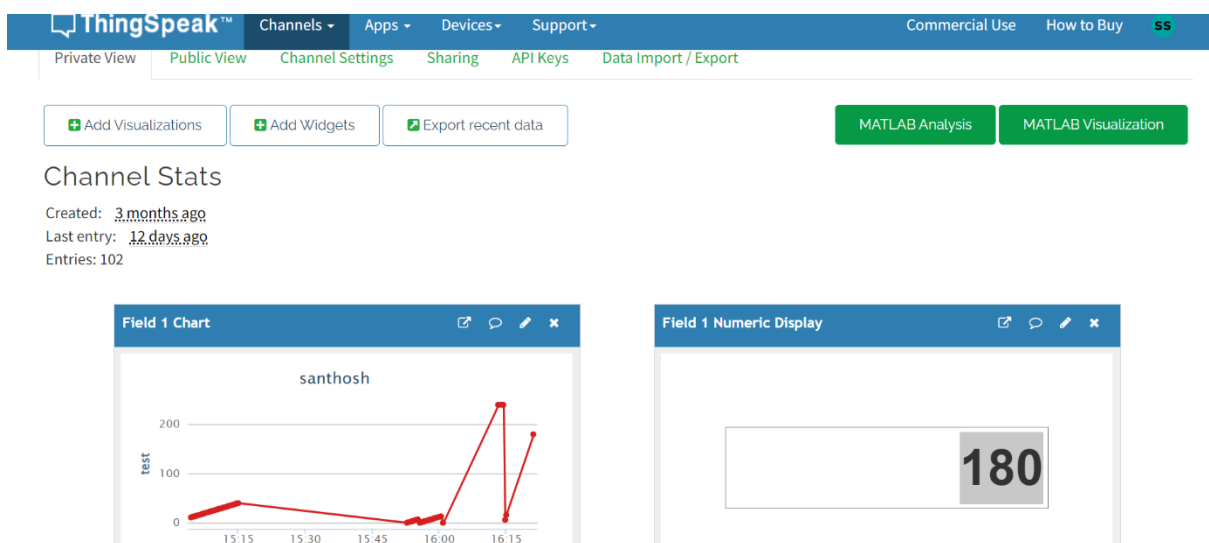 ThingSpeak™ Channels Apps Devices Support Commercial Use How to Buy SS
Private View Public View Channel Settings Sharing API Keys Data Import / Export
Add Visualizations Add Widgets Export recent data MATLAB Analysis MATLAB Visualization
Channel Stats
Created: 3 months ago
Last entry: 12 days ago
Entries: 102
Field 1 Chart
santhosh
test
200
100
0
15:15 15:30 15:45 16:00 16:15
Field 1 Numeric Display
180